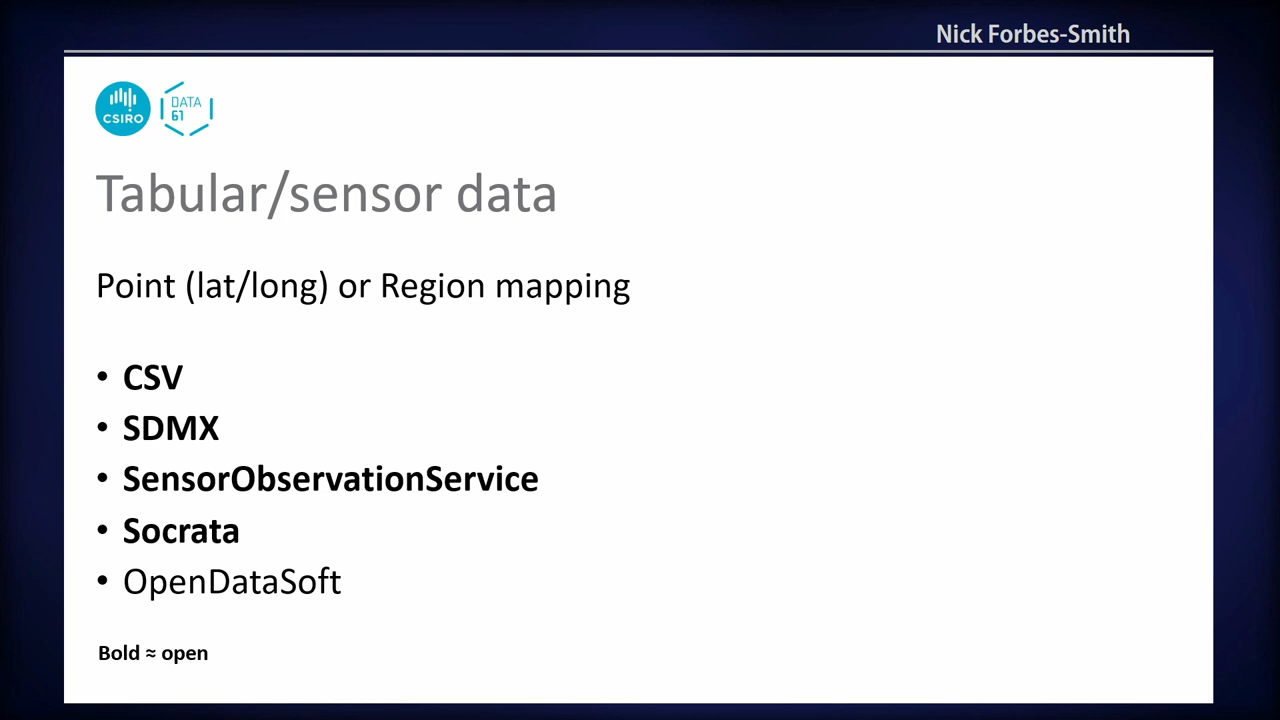 Nick Forbes-Smith
CSIRO
DATA
61
Tabular/sensor data
Point (lat/long) or Region mapping
• CSV
• SDMX
• SensorObservationService
• Socrata
• OpenDataSoft
Bold ≈ open